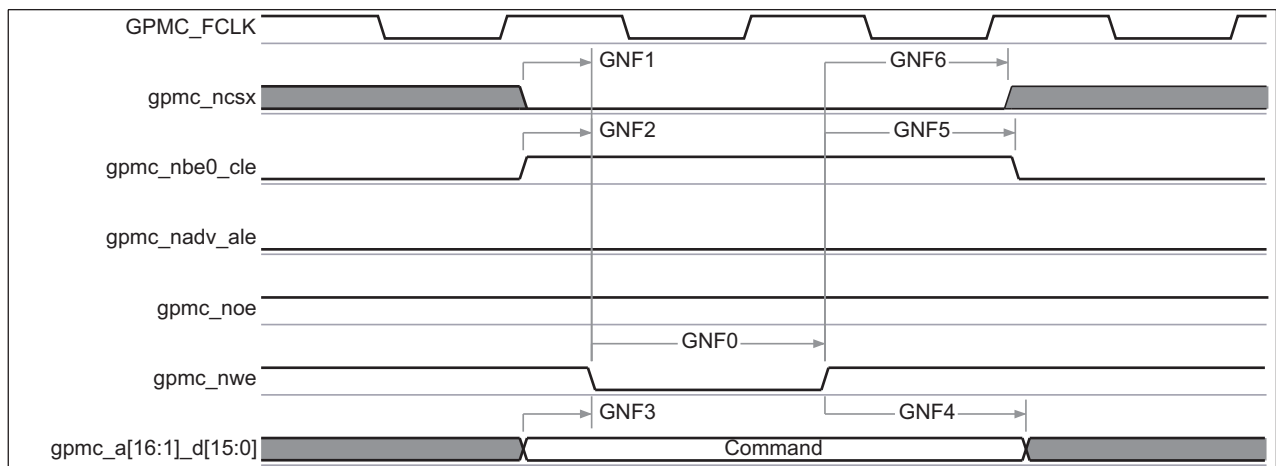 GPMC_FCLK
GNF1
GNF6
gpmc_ncsx
GNF2
GNF5
gpmc_nbe0_cle
gpmc_nadv_ale
gpmc_noe
GNF0
gpmc_nwe
GNF3
GNF4
gpmc_a[16:1]_d[15:0]
Command